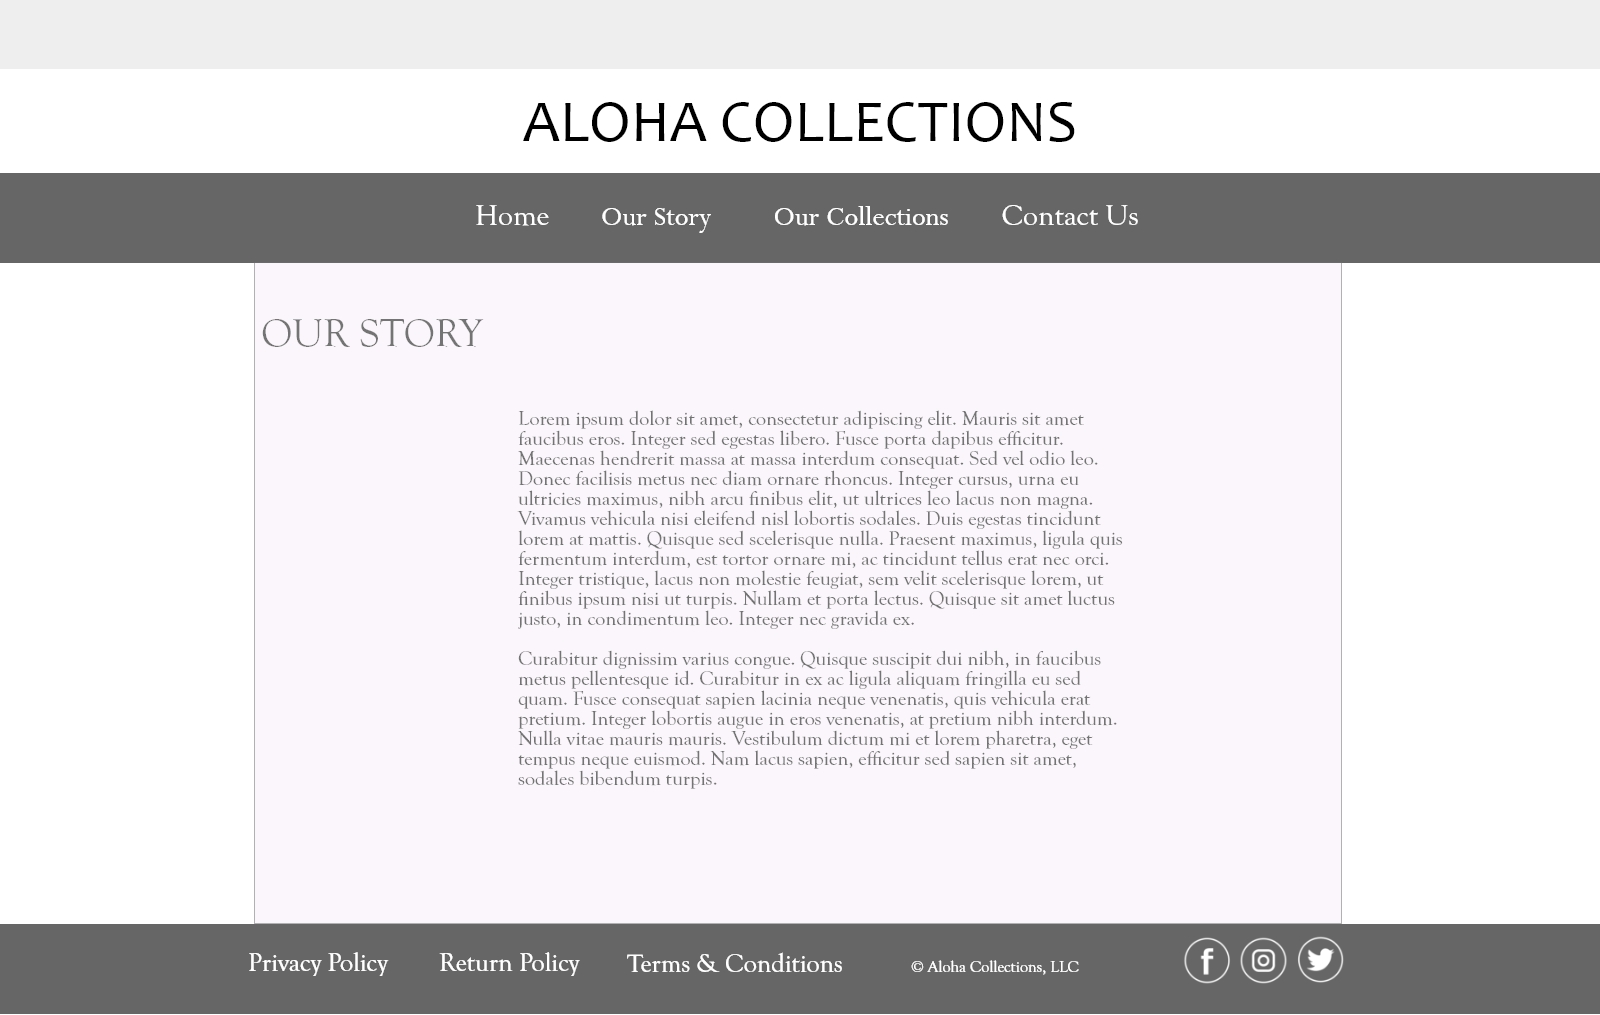 ALOHA COLLECTIONS
Home Our Story Our Collections Contact Us
OUR STORY
Lorem ipsum dolor sit amet, consectetur adipiscing elit. Mauris sit amet
faucibus eros. Integer sed egestas libero. Fusce porta dapibus efficitur.
Maecenas hendrerit massa at massa interdum consequat. Sed vel odio leo.
Donec facilisis metus nec diam ornare rhoncus. Integer cursus, urna eu
ultricies maximus, nibh arcu finibus elit, ut ultrices leo lacus non magna.
Vivamus vehicula nisi eleifend nisl lobortis sodales. Duis egestas tincidunt
lorem at mattis. Quisque sed scelerisque nulla. Praesent maximus, ligula quis
fermentum interdum, est tortor ornare mi, ac tincidunt tellus erat nec orci.
Integer tristique, lacus non molestie feugiat, sem velit scelerisque lorem, ut
finibus ipsum nisi ut turpis. Nullam et porta lectus. Quisque sit amet luctus
justo, in condimentum leo. Integer nec gravida ex.
Curabitur dignissim varius congue. Quisque suscipit dui nibh, in faucibus
metus pellentesque id. Curabitur in ex ac ligula aliquam fringilla eu sed
quam. Fusce consequat sapien lacinia neque venenatis, quis vehicula erat
pretium. Integer lobortis augue in eros venenatis, at pretium nibh interdum.
Nulla vitae mauris mauris. Vestibulum dictum mi et lorem pharetra, eget
tempus neque euismod. Nam lacus sapien, efficitur sed sapien sit amet,
sodales bibendum turpis.
Privacy Policy Return Policy Terms & Conditions © Aloha Collections, LLC